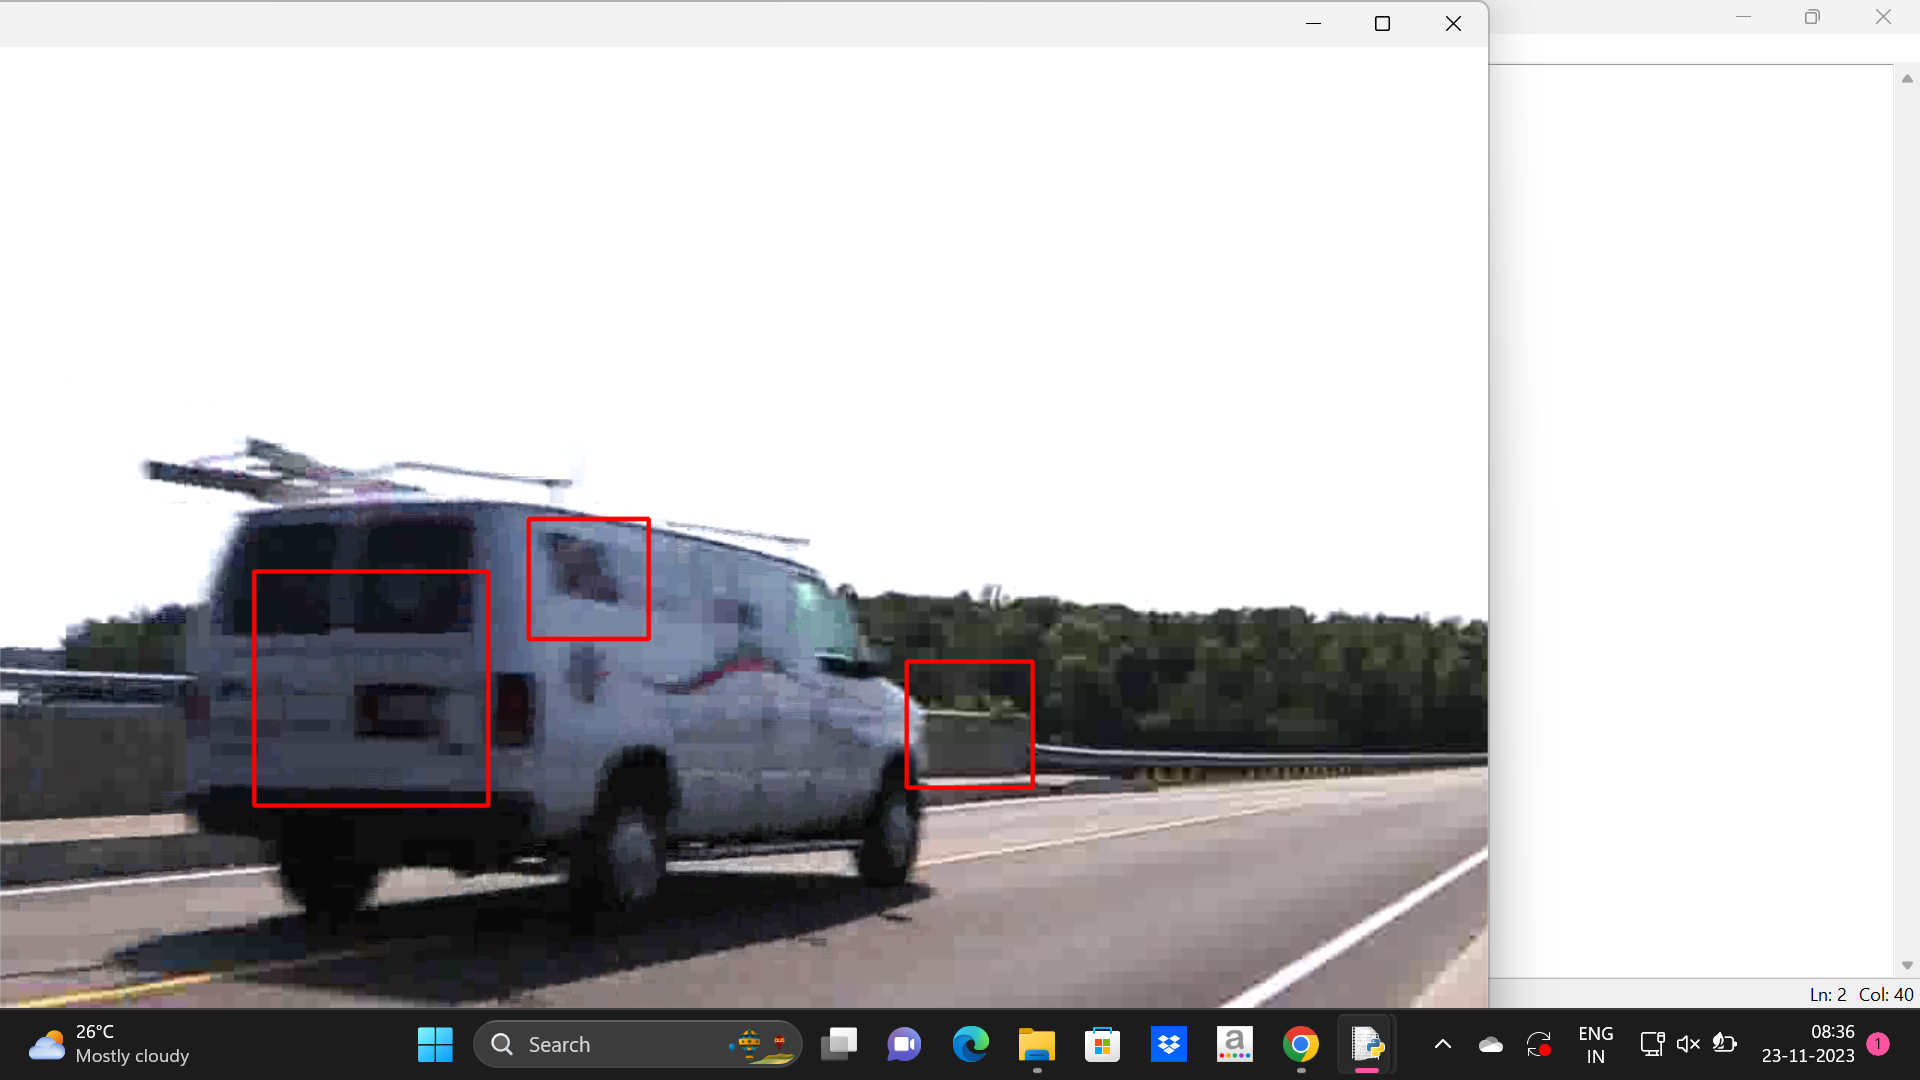 Ln: 2 Col: 40
26°C
Mostly cloudy
Search
a
ENG
IN
08:36
23-11-2023
1